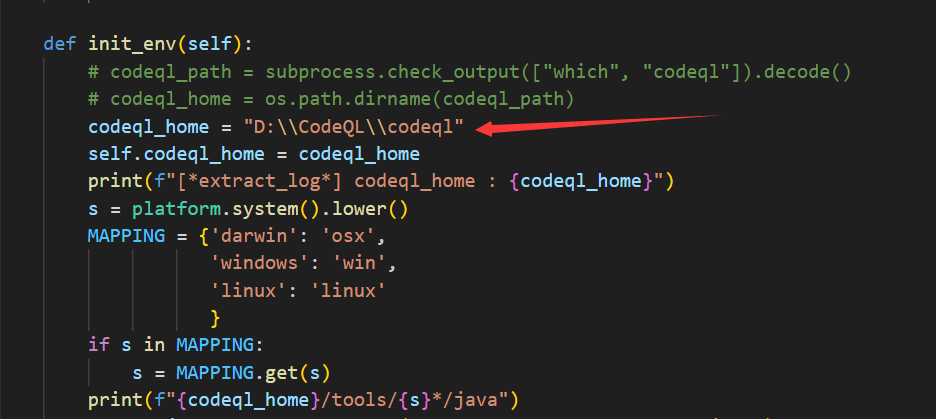 def init_env(self):
    # codeql_path = subprocess.check_output(["which", "codeql"]).decode()
    # codeql_home = os.path.dirname(codeql_path)
    codeql_home = "D:\\CodeQL\\codeql"
    self.codeql_home = codeql_home
    print(f"[*extract_log*] codeql_home : {codeql_home}")
    s = platform.system().lower()
    MAPPING = {'darwin': 'osx',
               'windows': 'win',
               'linux': 'linux'
               }
    if s in MAPPING:
        s = MAPPING.get(s)
    print(f"{codeql_home}/tools/{s}*/java")